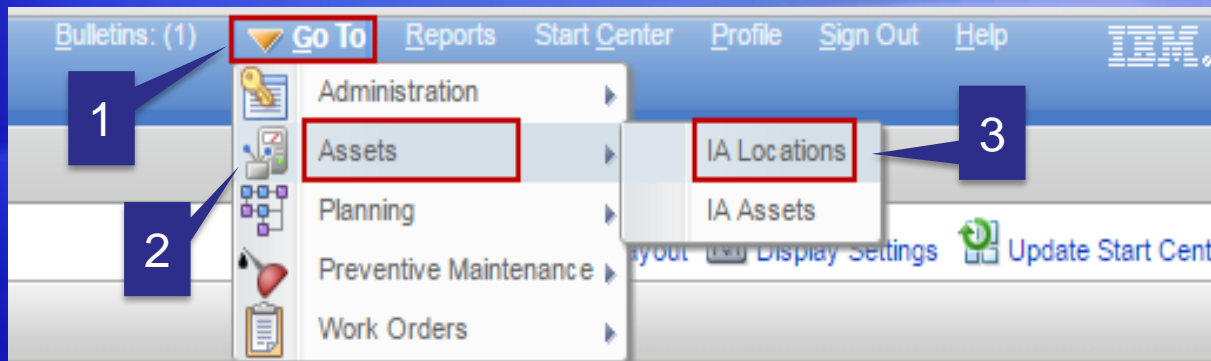 Bulletins: (1) Go To Reports Start Center Profile Sign Out Help IBM
1
Administration
Assets IA Locations 3
Planning IA Assets
2
Display Settings Update Start Cent
Preventive Maintenance
Work Orders